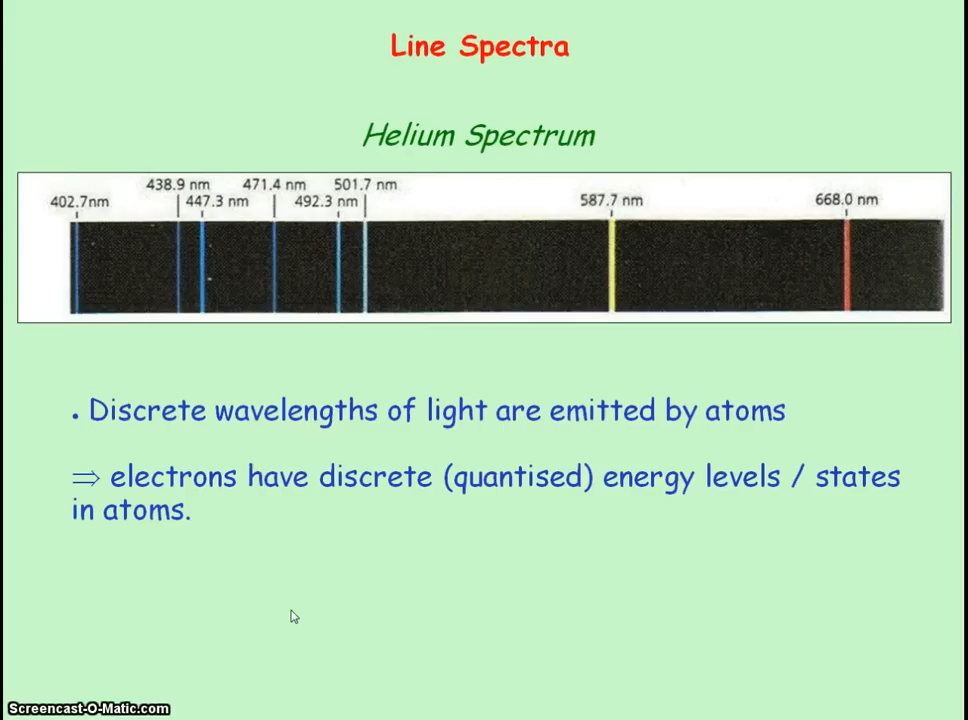 Line Spectra
Helium Spectrum
438.9 nm 471.4 nm 501.7 nm
402.7nm 447.3 nm 492.3 nm 587.7 nm 668.0 nm
• Discrete wavelengths of light are emitted by atoms
⇒ electrons have discrete (quantised) energy levels / states
in atoms.
Screencast-O-Matic.com